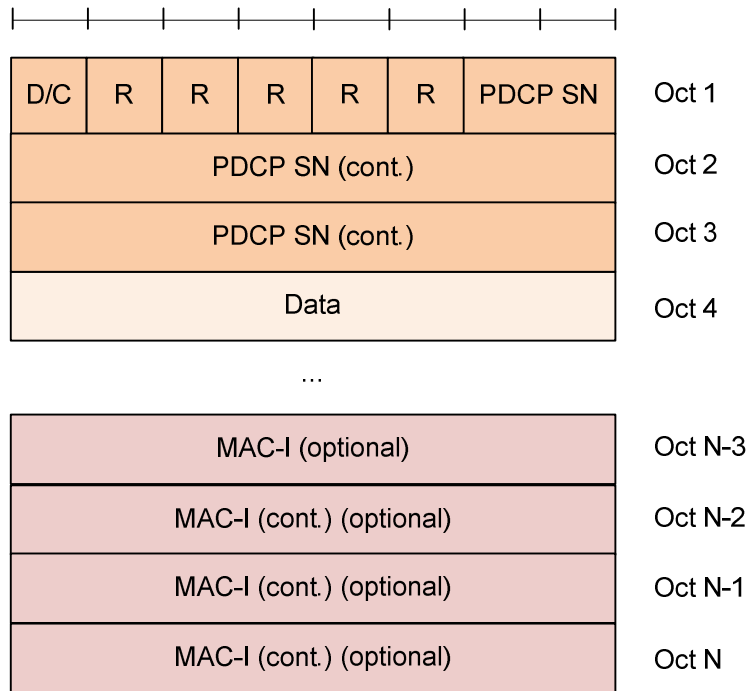 D/C R R R R R PDCP SN Oct 1
PDCP SN (cont.) Oct 2
PDCP SN (cont.) Oct 3
Data Oct 4
...
MAC-I (optional) Oct N-3
MAC-I (cont.) (optional) Oct N-2
MAC-I (cont.) (optional) Oct N-1
MAC-I (cont.) (optional) Oct N